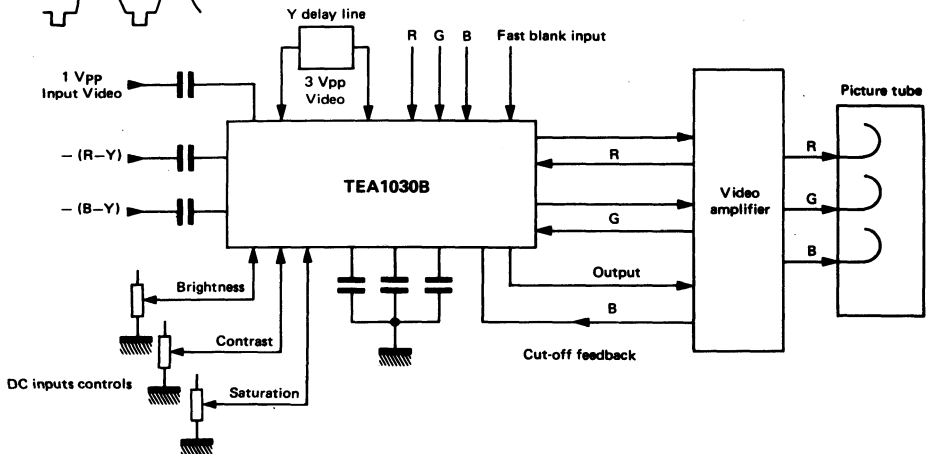 Y delay line
R G B Fast blank input
1 Vpp
Input Video
3 Vpp
Video
Picture tube
– (R–Y)
– (B–Y)
TEA1030B
R
G
Video
amplifier
R
G
B
Brightness
Contrast
Saturation
DC inputs controls
Output
B
Cut-off feedback